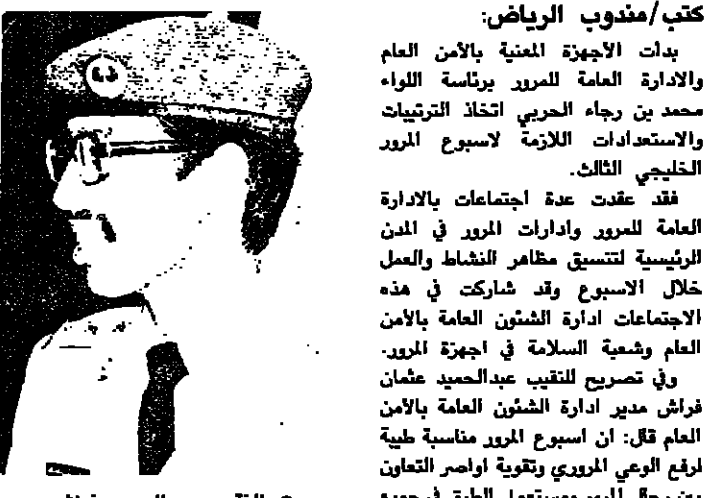 كتب/مندوب الرياض:
بدأت الأجهزة المعنية بالأمن العام
والادارة العامة للمرور برئاسة اللواء
محمد بن رجاء الحربي اتخاذ الترتيبات
والاستعدادات اللازمة لاسبوع المرور
الخليجي الثالث.
فقد عقدت عدة اجتماعات بالادارة
العامة للمرور وادارات المرور في المدن
الرئيسية لتنسيق مظاهر النشاط والعمل
خلال الاسبوع وقد شاركت في هذه
الاجتماعات ادارة الشئون العامة بالأمن
العام وشعبة السلامة في اجهزة المرور.
وفي تصريح للنقيب عبدالحميد عثمان
فراش مدير ادارة الشئون العامة بالأمن
العام قال: ان اسبوع المرور مناسبة طيبة
لرفع الوعي المروري وتقوية اواصر التعاون